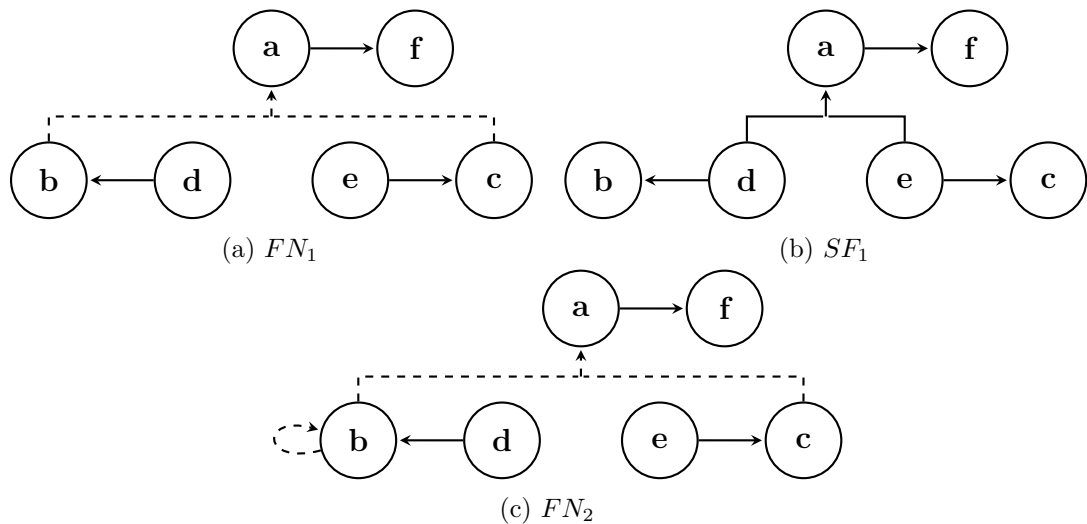 a f a f
b d e c b d e c
(a) FN₁ (b) SF₁
a f
b d e c
(c) FN₂